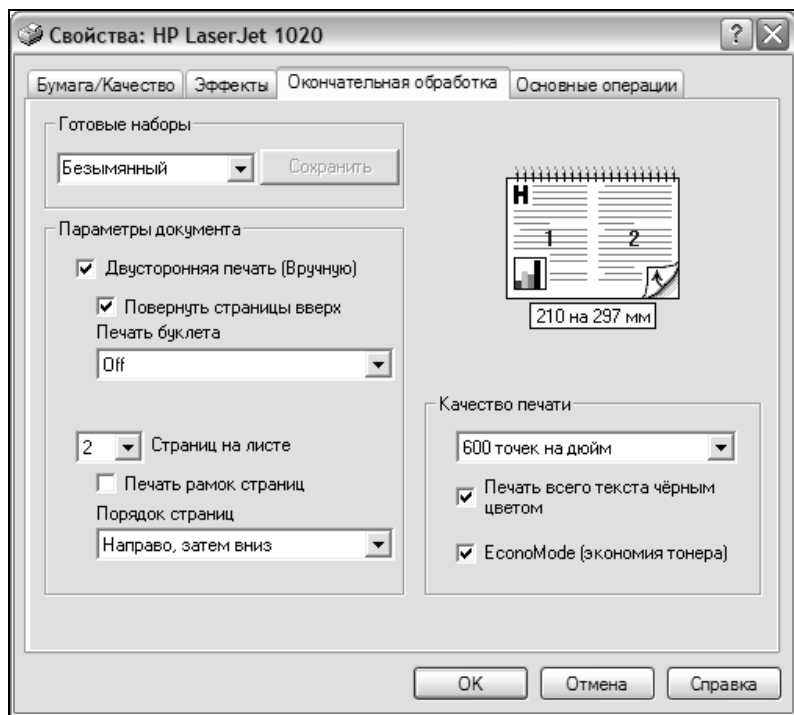 Свойства: HP LaserJet 1020
Бумага/Качество Эффекты Окончательная обработка Основные операции
Готовые наборы
Безымянный Сохранить
Параметры документа
Двусторонняя печать (Вручную)
Повернуть страницы вверх
Печать буклета
Off
2 Страниц на листе
Печать рамок страниц
Порядок страниц
Направо, затем вниз
H
1 2
210 на 297 мм
Качество печати
600 точек на дюйм
Печать всего текста чёрным
цветом
EconoMode (экономия тонера)
OK Отмена Справка